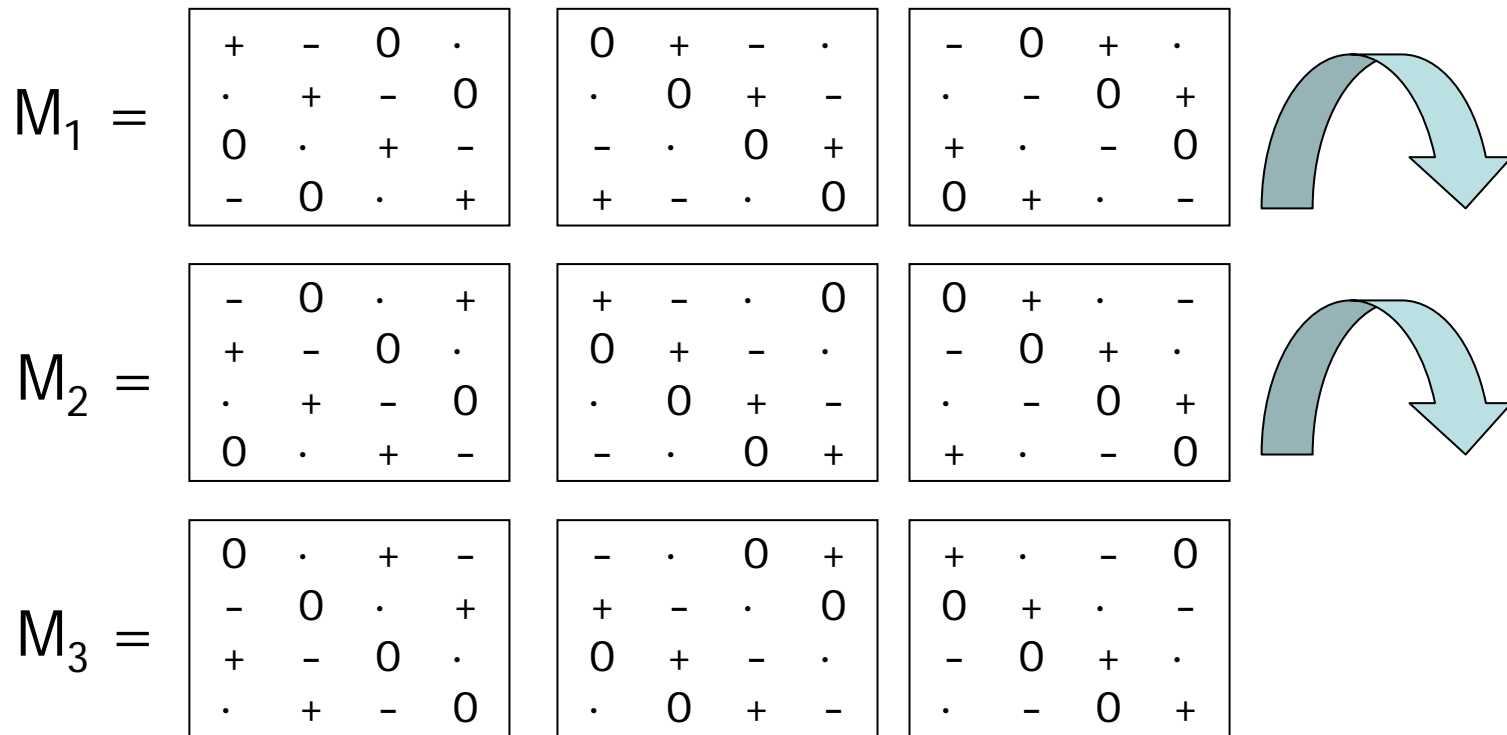 + – 0 · 0 + – · – 0 + ·
· + – 0 · 0 + – · – 0 +
M₁ =
0 · + – – · 0 + + · – 0
– 0 · + + – · 0 0 + · –
– 0 · + + – · 0 0 + · –
+ – 0 · 0 + – · – 0 + ·
M₂ =
· + – 0 · 0 + – · – 0 +
0 · + – – · 0 + + · – 0
0 · + – – · 0 + + · – 0
– 0 · + + – · 0 0 + · –
M₃ =
+ – 0 · 0 + – · – 0 + ·
· + – 0 · 0 + – · – 0 +